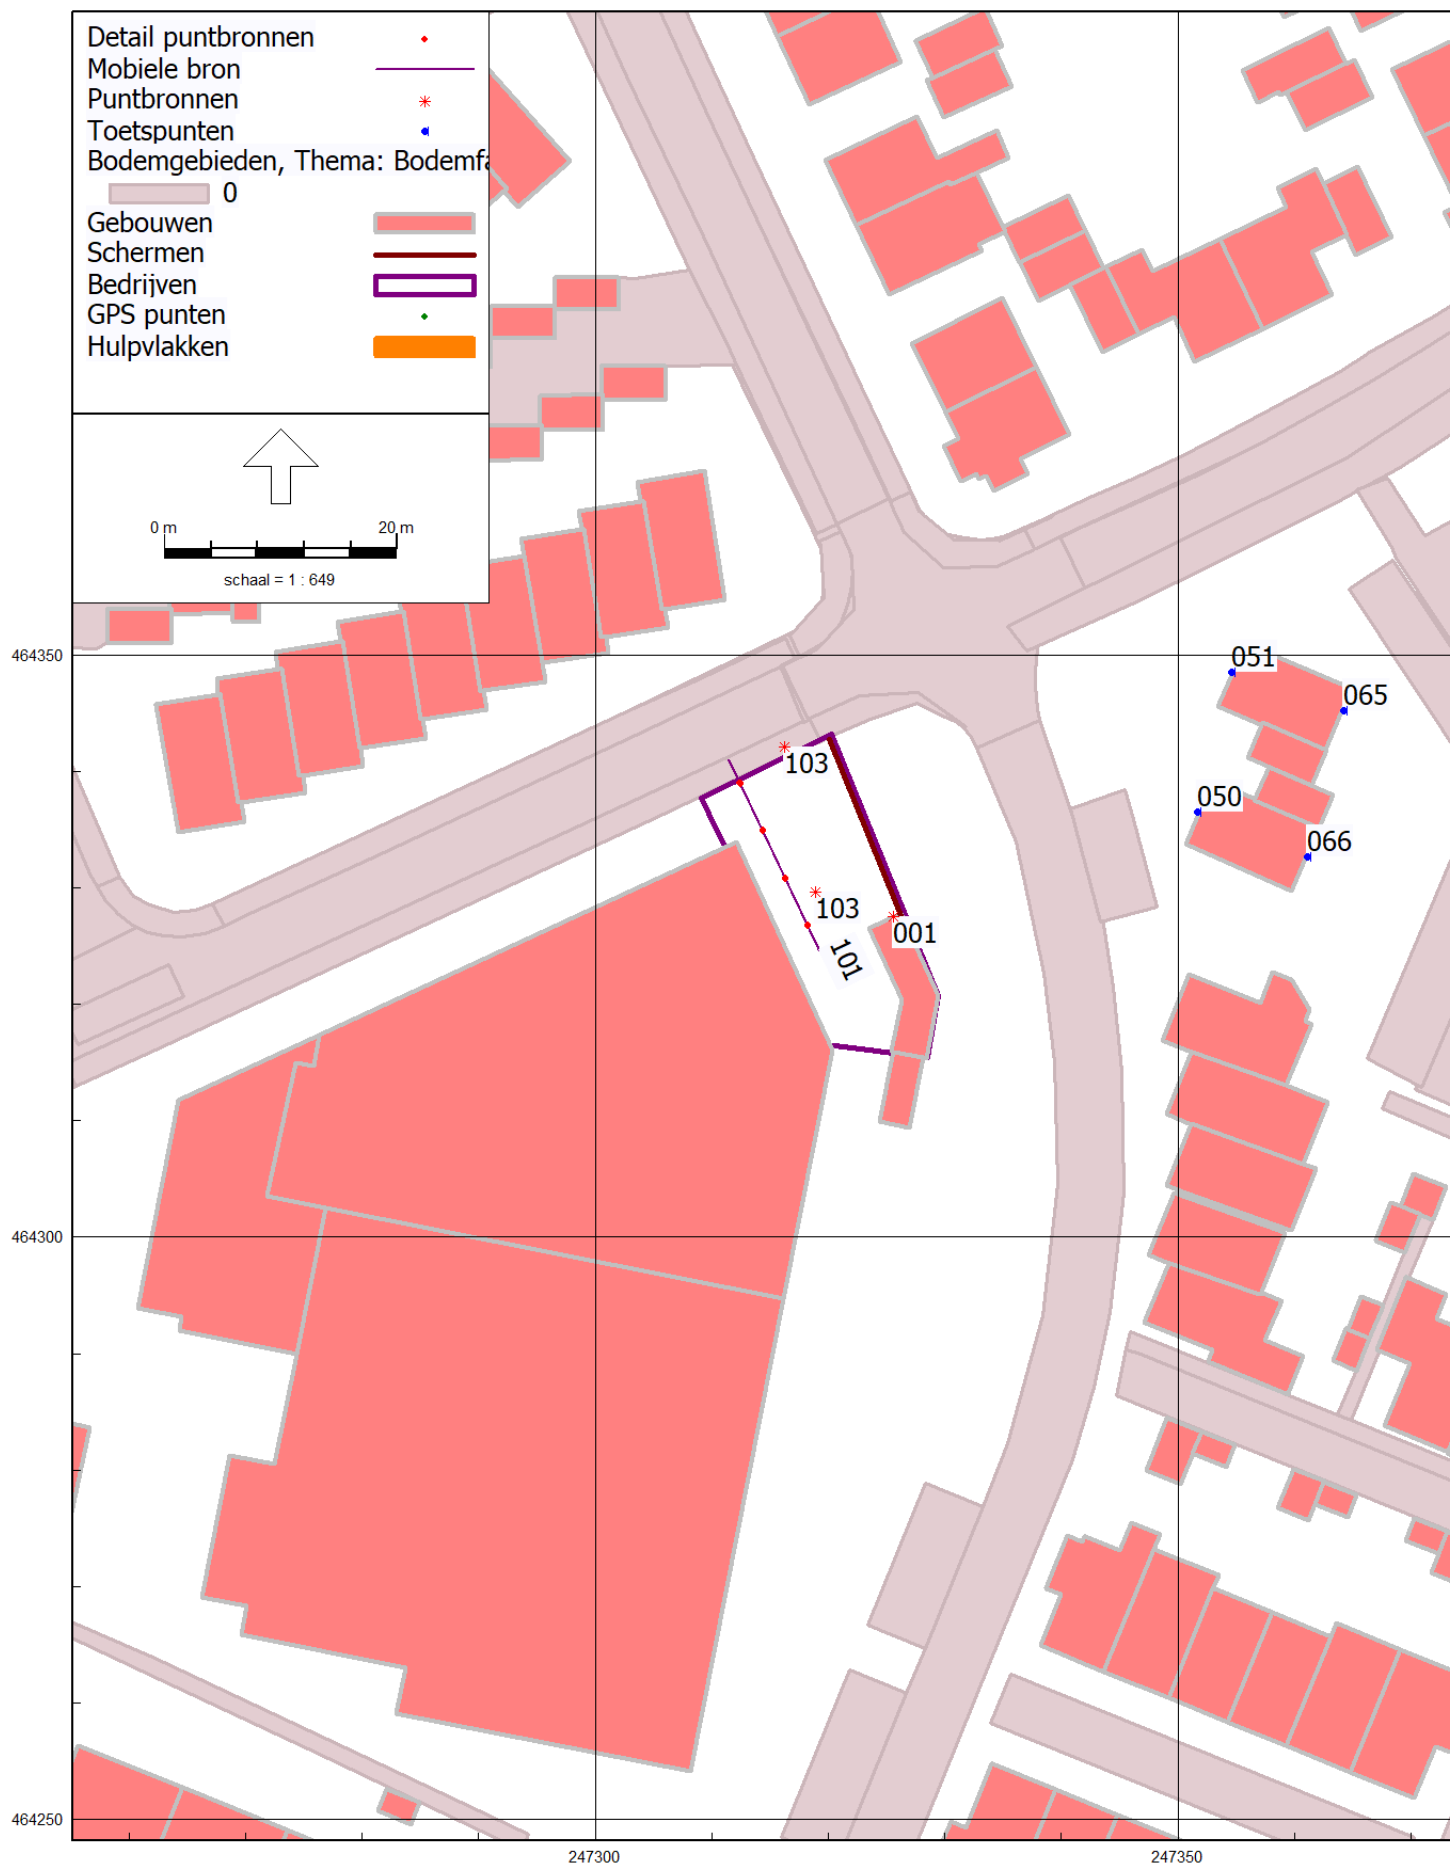 Detail puntbronnen
Mobiele bron
Puntbronnen
Toetspunten
Bodemgebieden, Thema: Bodemfa
0
Gebouwen
Schermen
Bedrijven
GPS punten
Hulpvlakken
0 m 20 m
schaal = 1 : 649
464350
051
065
103
050
066
103
001
101
464300
464250
247300 247350